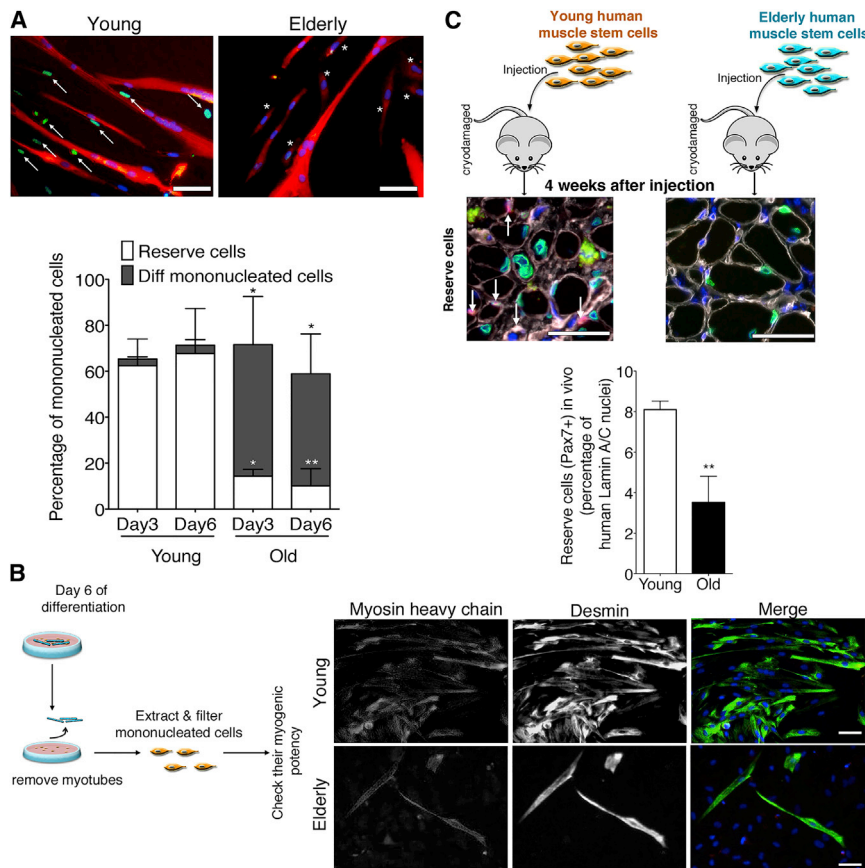 A
Young
Elderly
*
*
*
*
*
*
*
*
Reserve cells
Diff mononucleated cells
Percentage of mononucleated cells
100
80
60
40
20
0
*
*
*
**
Day3 Day6 Day3 Day6
Young Old
C
Young human
muscle stem cells
Elderly human
muscle stem cells
Injection
Injection
cryodamaged
cryodamaged
4 weeks after injection
Reserve cells
Reserve cells (Pax7+) in vivo
(percentage of
human Lamin A/C nuclei)
10
8
6
4
2
0
**
Young Old
B
Day 6 of
differentiation
remove myotubes
Extract & filter
mononucleated cells
Check their myogenic
potency
Myosin heavy chain
Desmin
Merge
Young
Elderly